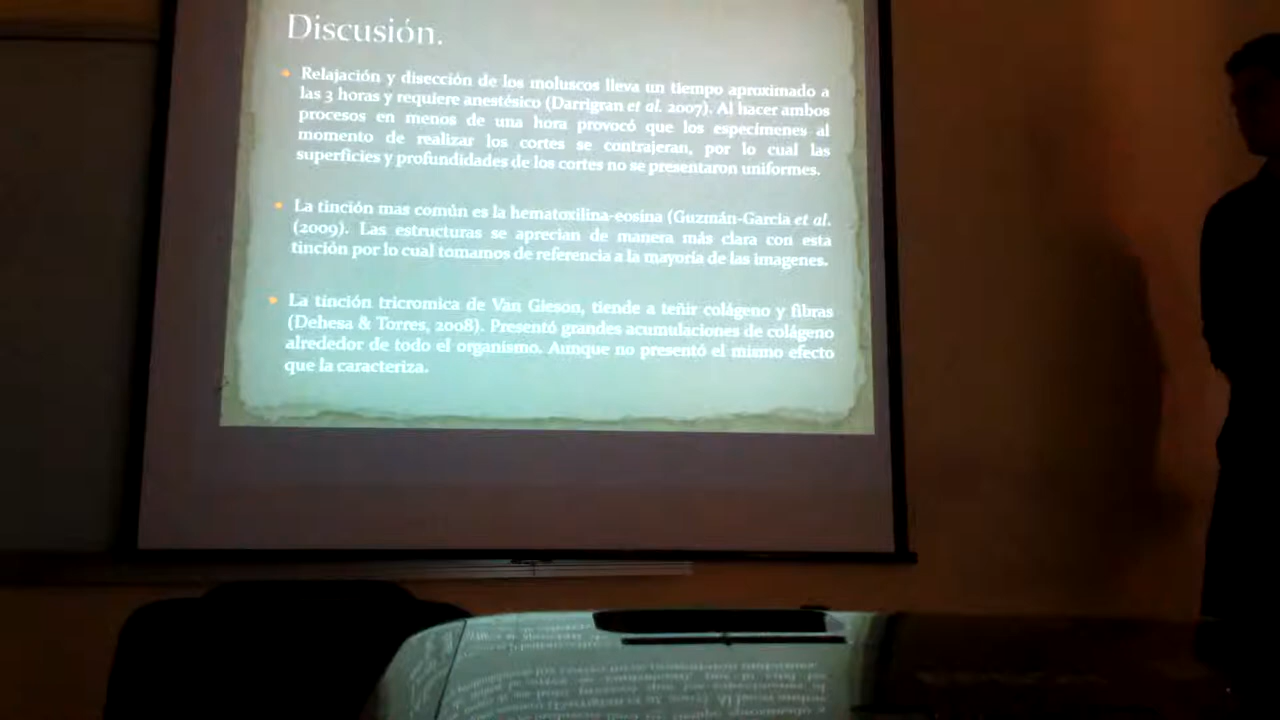 Discusión.
Relajación y disección de los moluscos lleva un tiempo aproximado a
las 3 horas y requiere anestésico (Darrigran et al. 2007). Al hacer ambos
procesos en menos de una hora provocó que los especímenes al
momento de realizar los cortes se contrajeran, por lo cual las
superficies y profundidades de los cortes no se presentaron uniformes.
La tinción mas común es la hematoxilina-eosina (Guzmán-García et al.
(2009). Las estructuras se aprecian de manera más clara con esta
tinción por lo cual tomamos de referencia a la mayoría de las imagenes.
La tinción tricromica de Van Gieson, tiende a teñir colágeno y fibras
(Dehesa & Torres, 2008). Presentó grandes acumulaciones de colágeno
alrededor de todo el organismo. Aunque no presentó el mismo efecto
que la caracteriza.